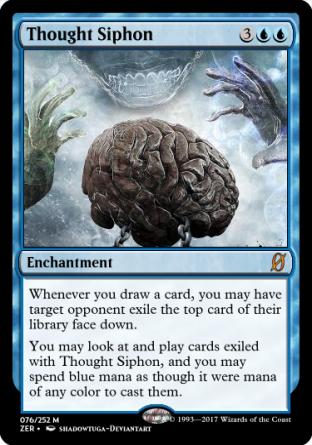 Thought Siphon 3
Enchantment
Whenever you draw a card, you may have
target opponent exile the top card of their
library face down.
You may look at and play cards exiled
with Thought Siphon, and you may
spend blue mana as though it were mana
of any color to cast them.
076/252 M
ZER • SHADOWTUGA-DEVIANTART
© 1993–2017 Wizards of the Coast